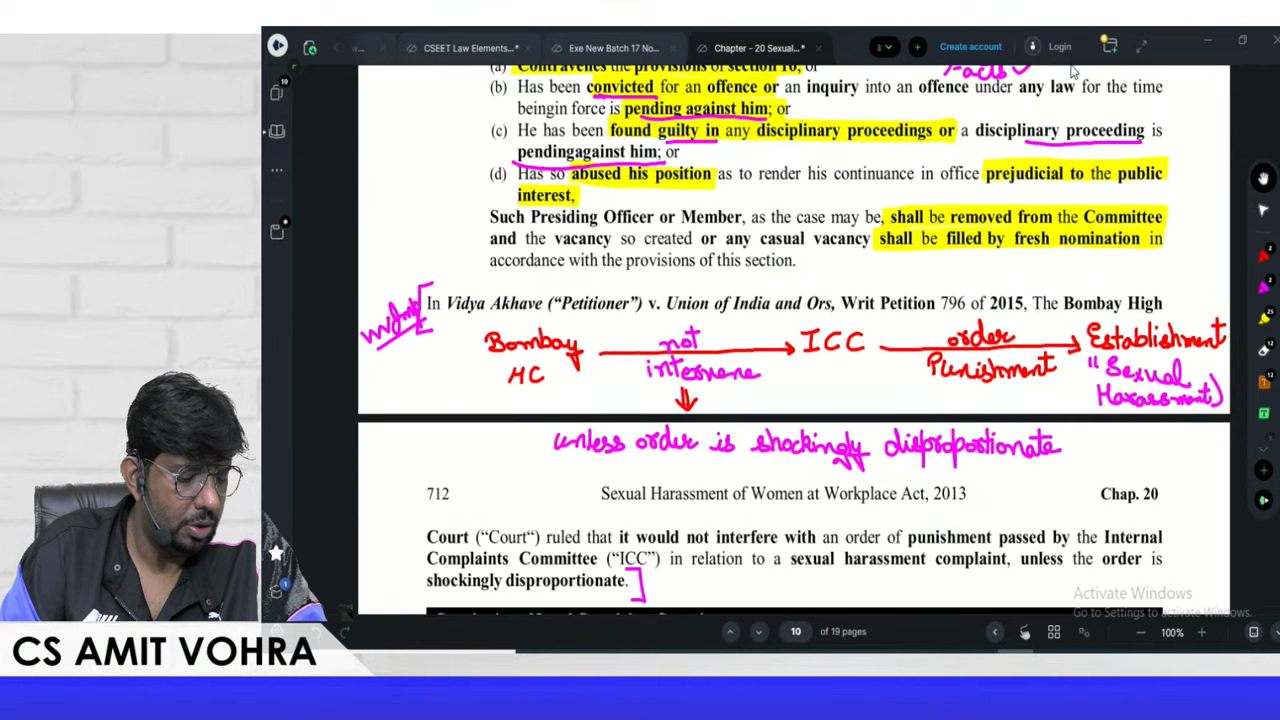 CSEET Law Elements...* ×
Exe New Batch 17 No...
Chapter - 20 Sexual...* ×
Create account
Login
(a) Contravenes the provisions of section 16; or
(b) Has been convicted for an offence or an inquiry into an offence under any law for the time
beingin force is pending against him; or
(c) He has been found guilty in any disciplinary proceedings or a disciplinary proceeding is
pendingagainst him; or
(d) Has so abused his position as to render his continuance in office prejudicial to the public
interest,
Such Presiding Officer or Member, as the case may be, shall be removed from the Committee
and the vacancy so created or any casual vacancy shall be filled by fresh nomination in
accordance with the provisions of this section.
In Vidya Akhave (“Petitioner”) v. Union of India and Ors, Writ Petition 796 of 2015, The Bombay High
Bombay HC
not intervene
ICC
order Punishment
Establishment
"Sexual Harassment)
unless order is shockingly disproportionate
712 Sexual Harassment of Women at Workplace Act, 2013 Chap. 20
Court (“Court“) ruled that it would not interfere with an order of punishment passed by the Internal
Complaints Committee (“ICC”) in relation to a sexual harassment complaint, unless the order is
shockingly disproportionate.
Activate Windows
Go to Settings to activate Windows.
10 of 19 pages
100%
CS AMIT VOHRA